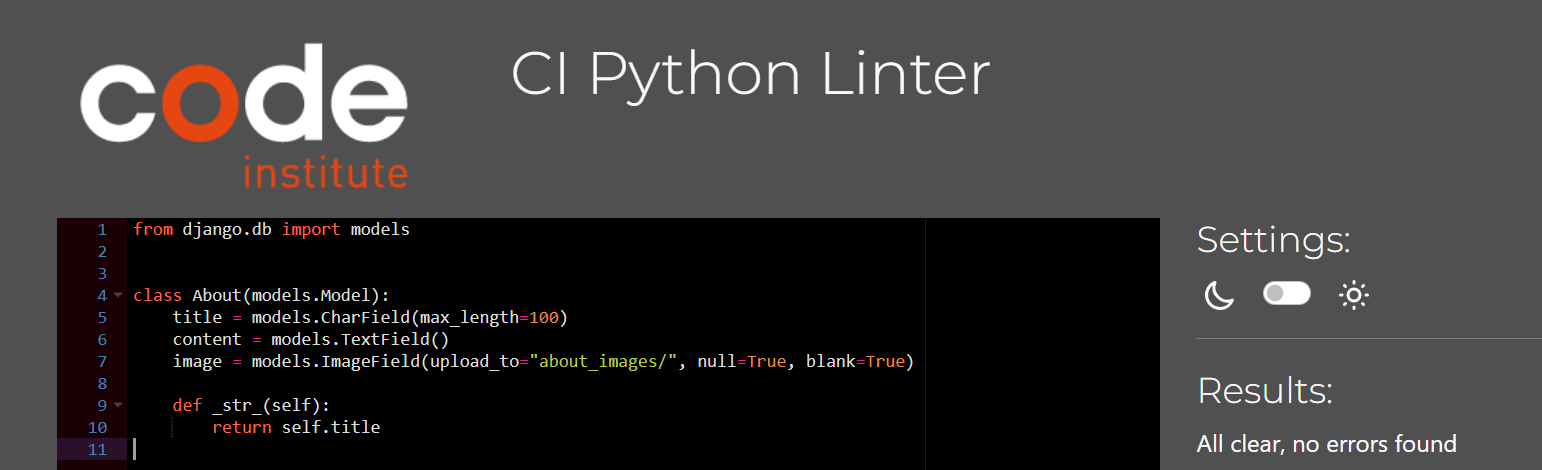 code
institute
CI Python Linter
1 from django.db import models
2
3
4 class About(models.Model):
5     title = models.CharField(max_length=100)
6     content = models.TextField()
7     image = models.ImageField(upload_to="about_images/", null=True, blank=True)
8
9     def _str_(self):
10         return self.title
11
Settings:
Results:
All clear, no errors found